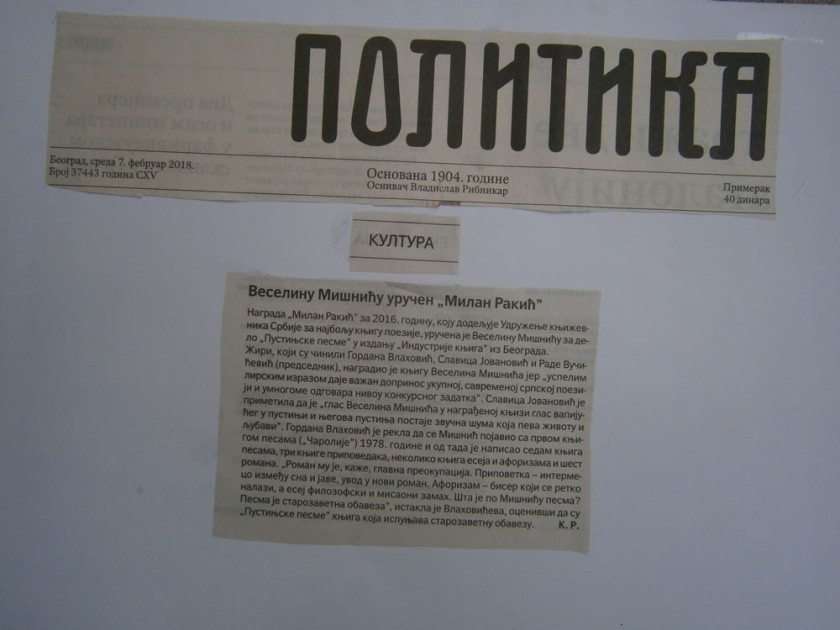 ПОЛИТИКА
Београд, среда 7. фебруар 2018.
Број 37443 година CXV
Основана 1904. године
Оснивач Владислав Рибникар
Примерак
40 динара
КУЛТУРА
Веселину Мишнићу уручен „Милан Ракић”
Награда „Милан Ракић” за 2016. годину, коју додељује Удружење књижев-
ника Србије за најбољу књигу поезије, уручена је Веселину Мишнићу за де-
ло „Пустињске песме” у издању „Индустрије књига” из Београда.
Жири, који су чинили Гордана Влаховић, Славица Јовановић и Раде Вучи-
ћевић (председник), наградио је књигу Веселина Мишнића јер „успелим
лирским изразом даје важан допринос укупној, савременој српској поези-
ји и умногоме одговара нивоу конкурсног задатка”. Славица Јовановић је
приметила да је „глас Веселина Мишнића у награђеној књизи глас вапију-
ћег у пустињи и његова пустиња постаје звучна шума која пева животу и
љубави”. Гордана Влаховић је рекла да се Мишнић појавио са првом књи-
гом песама („Чаролије”) 1978. године и од тада је написао седам књига
песама, три књиге приповедака, неколико књига есеја и афоризама и шест
романа. „Роман му је, каже, главна преокупација. Приповетка – интерме-
цо између сна и јаве, увод у нови роман. Афоризам – бисер који се ретко
налази, а есеј филозофски и мисаони замах. Шта је по Мишнићу песма?
Песма је старозаветна обавеза”, истакла је Влаховићева, оценивши да су
„Пустињске песме” књига која испуњава старозаветну обавезу. К. Р.